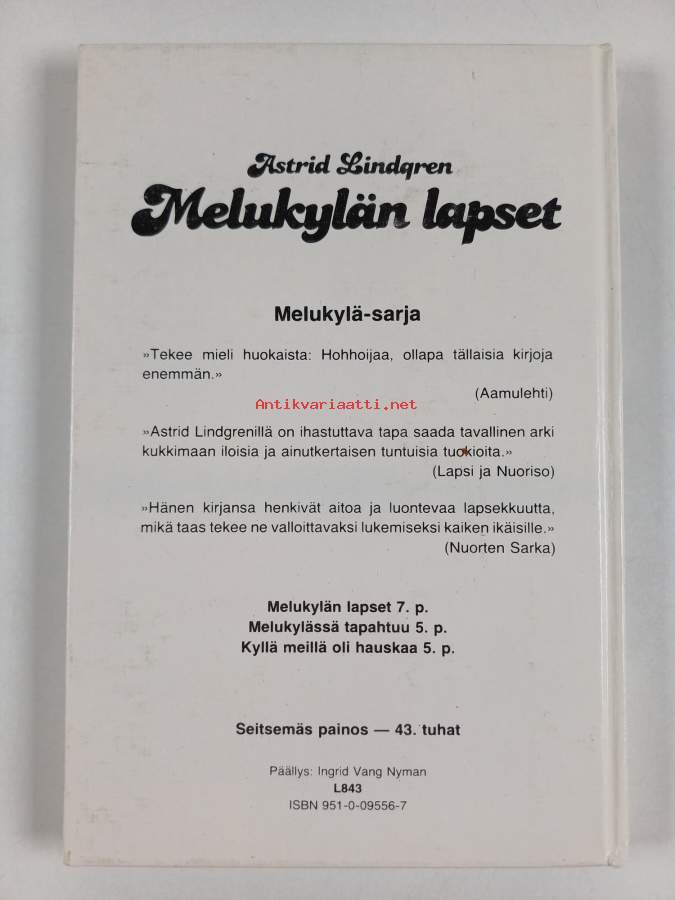 Astrid Lindgren
Melukylän lapset
Melukylä-sarja
»Tekee mieli huokaista: Hohhoijaa, ollapa tällaisia kirjoja
enemmän.»
(Aamulehti)
Antikvariaatti.net
»Astrid Lindgrenillä on ihastuttava tapa saada tavallinen arki
kukkimaan iloisia ja ainutkertaisen tuntuisia tuokioita.»
(Lapsi ja Nuoriso)
»Hänen kirjansa henkivät aitoa ja luontevaa lapsekkuutta,
mikä taas tekee ne valloittavaksi lukemiseksi kaiken ikäisille.»
(Nuorten Sarka)
Melukylän lapset 7. p.
Melukylässä tapahtuu 5. p.
Kyllä meillä oli hauskaa 5. p.
Seitsemäs painos — 43. tuhat
Päällys: Ingrid Vang Nyman
L843
ISBN 951-0-09556-7